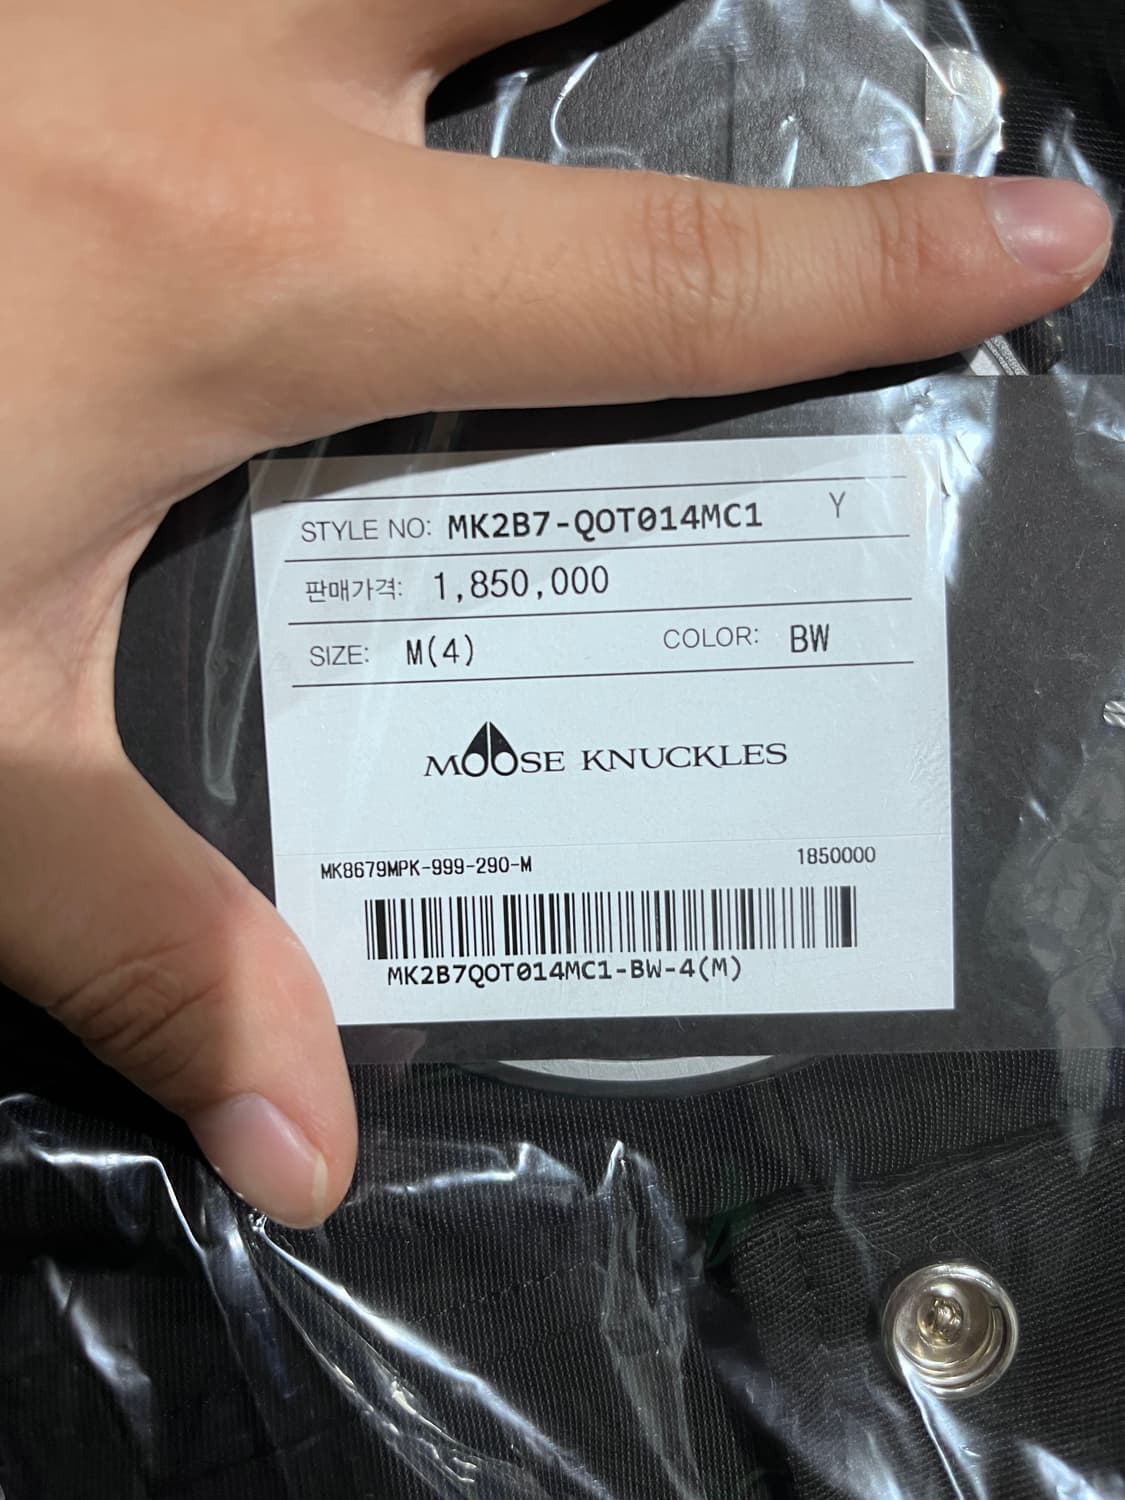 STYLE NO: MK2B7-QOT014MC1 Y
판매가격: 1,850,000
SIZE: M(4) COLOR: BW
MOOSE KNUCKLES
MK8679MPK-999-290-M 1850000
MK2B7QOT014MC1-BW-4(M)